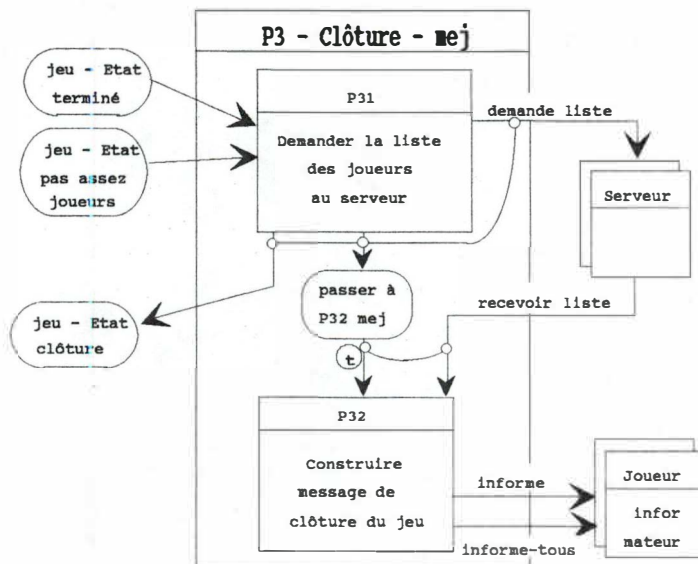 P3 - Clôture - mej
jeu - Etat
terminé
jeu - Etat
pas assez
joueurs
P31
Demander la liste
des joueurs
au serveur
demande liste
Serveur
passer à
P32 mej
recevoir liste
jeu - Etat
clôture
t
P32
Construire
message de
clôture du jeu
informe
informe-tous
Joueur
infor
mateur